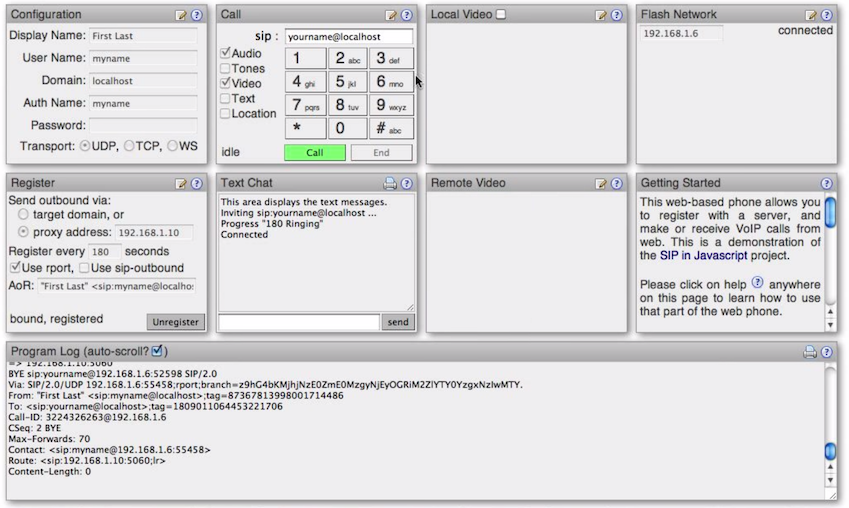 Configuration
Display Name: First Last
User Name: myname
Domain: localhost
Auth Name: myname
Password:
Transport: UDP, TCP, WS
Call
sip : yourname@localhost
Audio
Tones
Video
Text
Location
1 2 abc 3 def
4 ghi 5 jkl 6 mno
7 pqrs 8 tuv 9 wxyz
* 0 # abc
idle Call End
Local Video
Flash Network
192.168.1.6 connected
Register
Send outbound via:
target domain, or
proxy address: 192.168.1.10
Register every 180 seconds
Use rport, Use sip-outbound
AoR: "First Last" <sip:myname@localho
bound, registered Unregister
Text Chat
This area displays the text messages.
Inviting sip:yourname@localhost ...
Progress "180 Ringing"
Connected
send
Remote Video
Getting Started
This web-based phone allows you
to register with a server, and
make or receive VoIP calls from
web. This is a demonstration of
the SIP in Javascript project.
Please click on help ? anywhere
on this page to learn how to use
that part of the web phone.
Program Log (auto-scroll? )
=> 192.168.1.10:5060
BYE sip:yourname@192.168.1.6:52598 SIP/2.0
Via: SIP/2.0/UDP 192.168.1.6:55458;rport;branch=z9hG4bKMjhjNzE0ZmE0MzgyNjEyOGRiM2ZlYTY0YzgxNzIwMTY.
From: "First Last" <sip:myname@localhost>;tag=87367813998001714486
To: <sip:yourname@localhost>;tag=1809011064453221706
Call-ID: 3224326263@192.168.1.6
CSeq: 2 BYE
Max-Forwards: 70
Contact: <sip:myname@192.168.1.6:55458>
Route: <sip:192.168.1.10:5060;lr>
Content-Length: 0